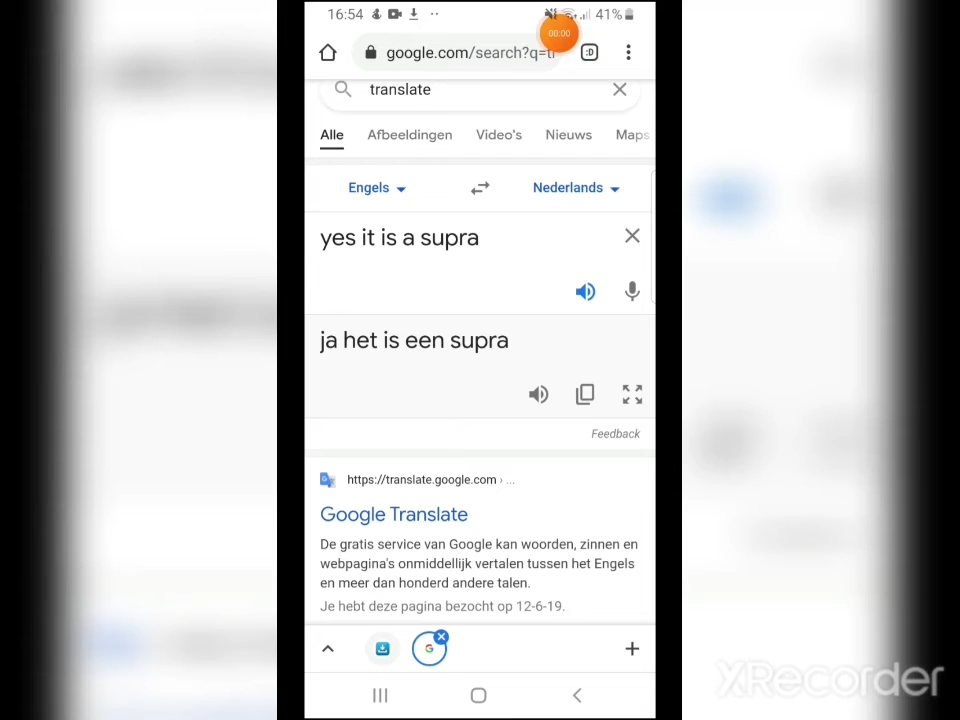 16:54 41%
00:00
google.com/search?q=t
:D
translate
Alle Afbeeldingen Video's Nieuws Maps
Engels Nederlands
yes it is a supra
ja het is een supra
Feedback
https://translate.google.com › ...
Google Translate
De gratis service van Google kan woorden, zinnen en
webpagina's onmiddellijk vertalen tussen het Engels
en meer dan honderd andere talen.
Je hebt deze pagina bezocht op 12-6-19.
XRecorder